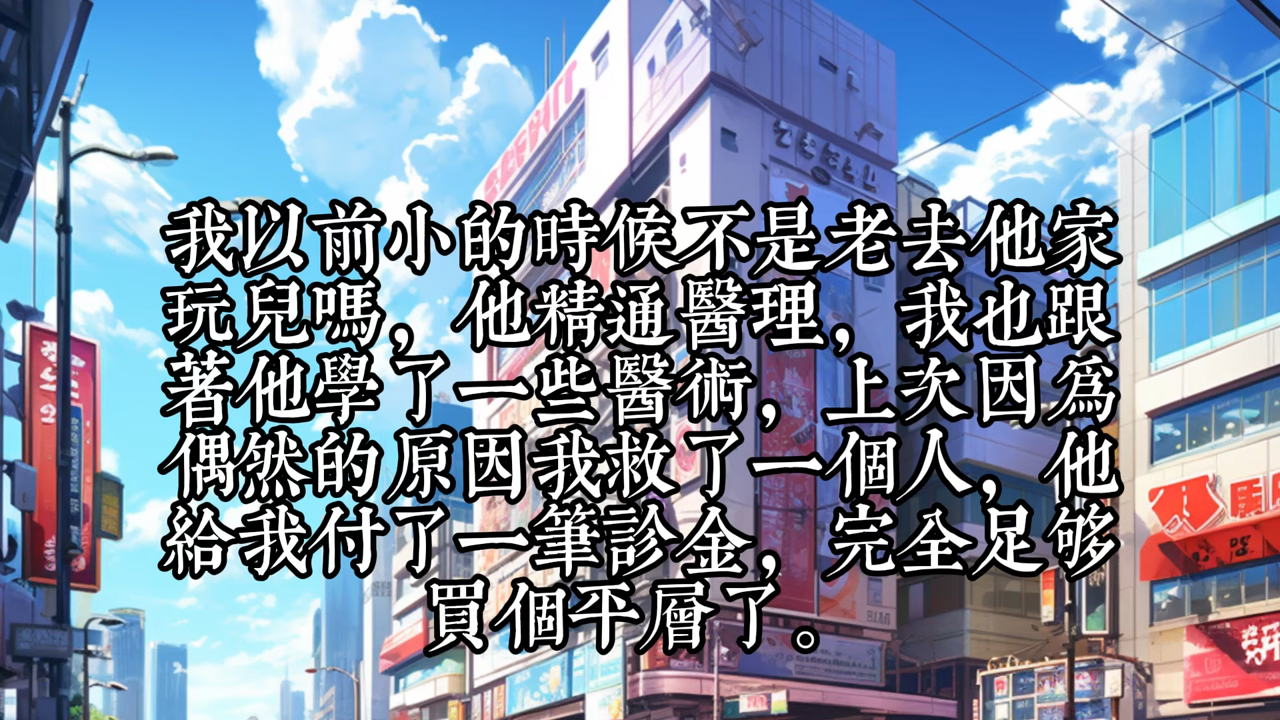 我以前小的時候不是老去他家
玩兒嗎，他精通醫理，我也跟
著他學了一些醫術，上次因爲
偶然的原因我救了一個人，他
給我付了一筆診金，完全足够
買個平層了。